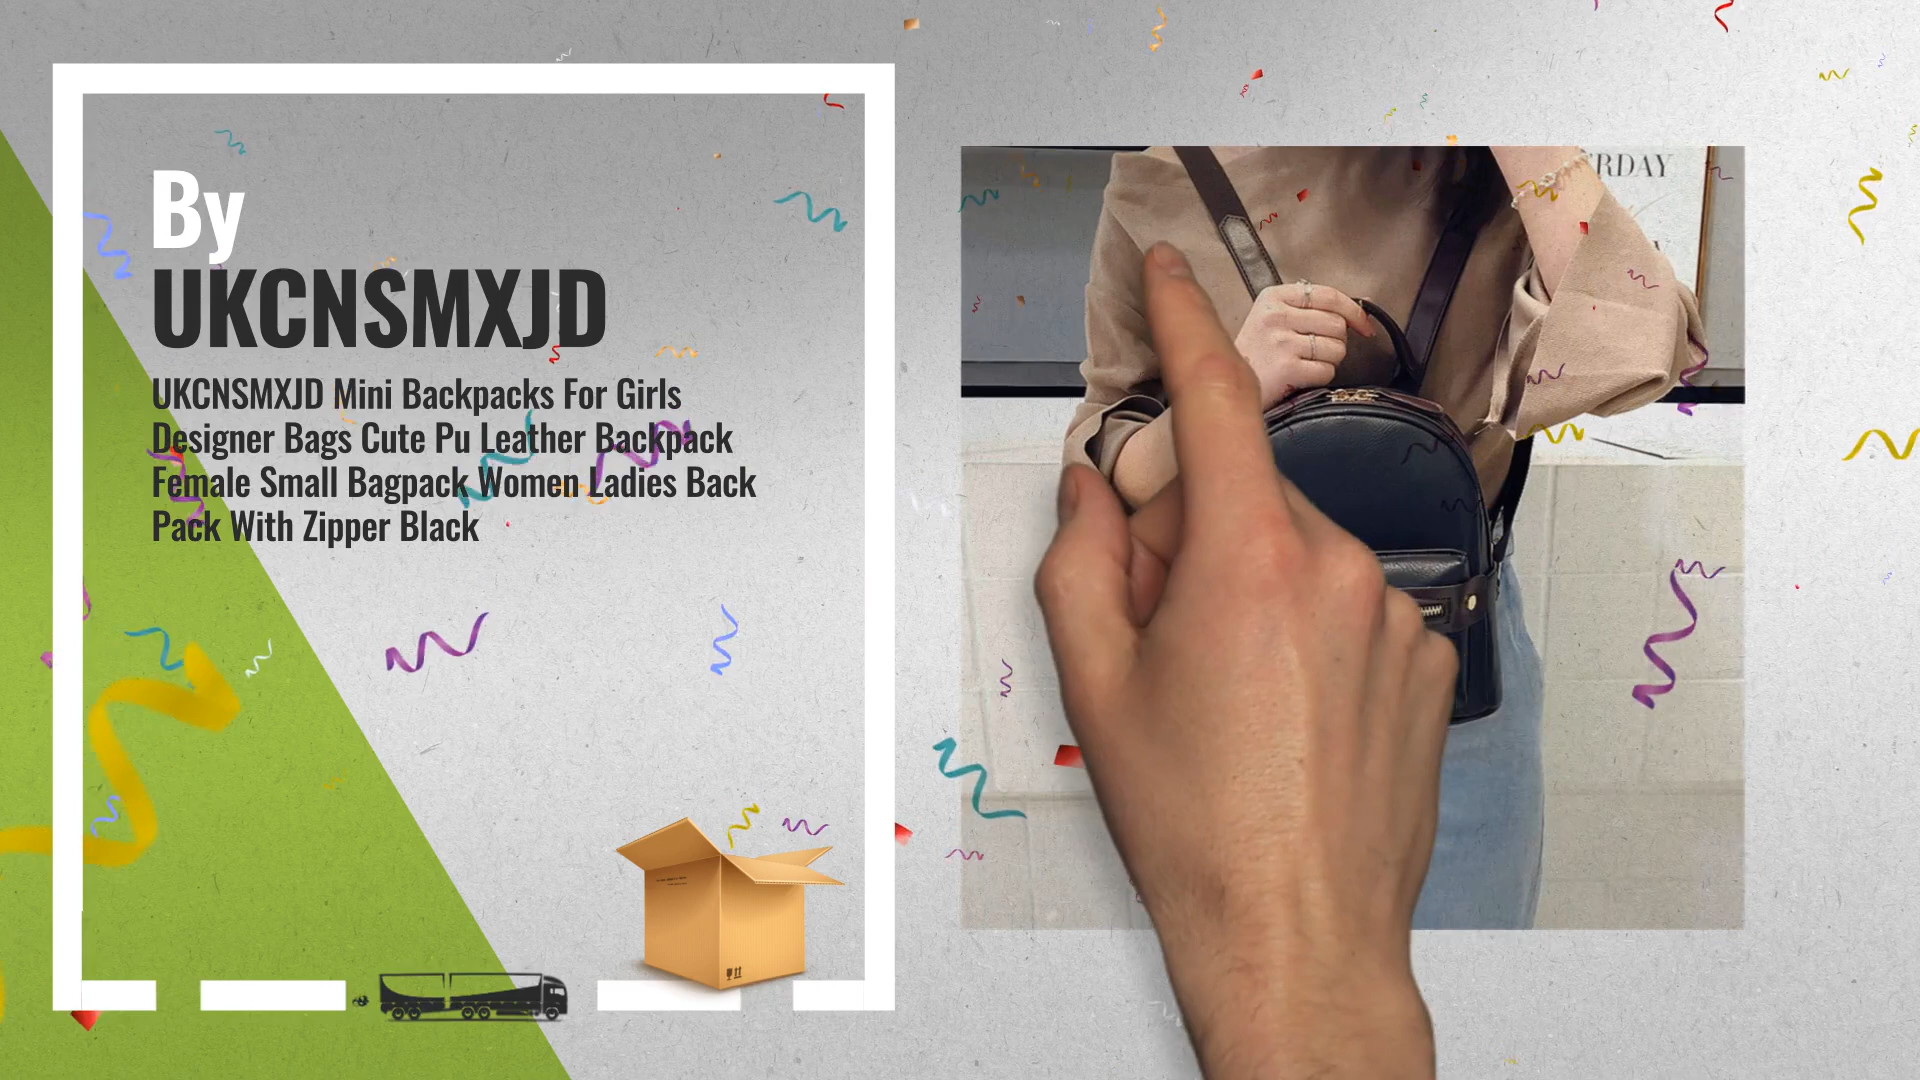 By
UKCNSMXJD
UKCNSMXJD Mini Backpacks For Girls
Designer Bags Cute Pu Leather Backpack
Female Small Bagpack Women Ladies Back
Pack With Zipper Black
RDAY